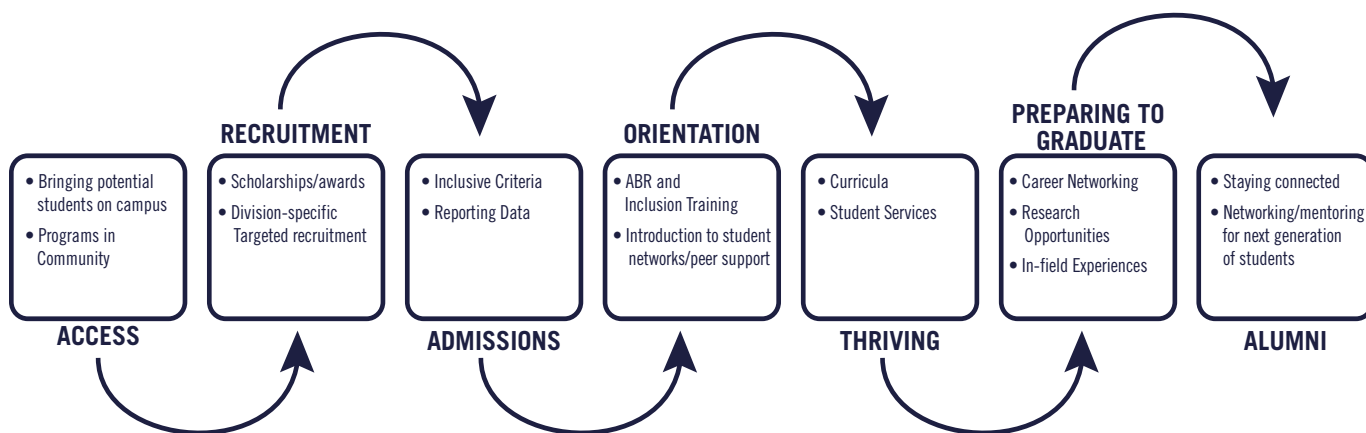 RECRUITMENT
ORIENTATION
PREPARING TO
GRADUATE
• Bringing potential
students on campus
• Programs in
Community
• Scholarships/awards
• Division-specific
Targeted recruitment
• Inclusive Criteria
• Reporting Data
• ABR and
Inclusion Training
• Introduction to student
networks/peer support
• Curricula
• Student Services
• Career Networking
• Research
Opportunities
• In-field Experiences
• Staying connected
• Networking/mentoring
for next generation
of students
ACCESS
ADMISSIONS
THRIVING
ALUMNI